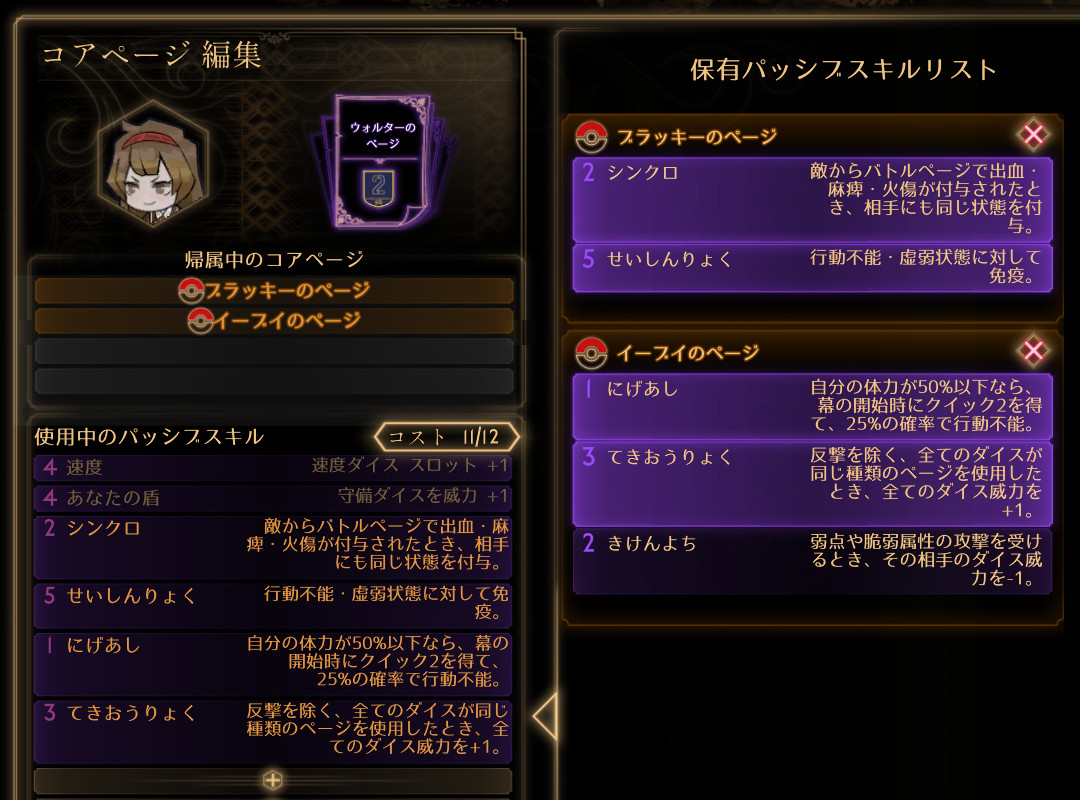 コアページ 編集
ウォルターの
ページ
2
帰属中のコアページ
ブラッキーのページ
イーブイのページ
使用中のパッシブスキル
コスト 11/12
4 速度 速度ダイス スロット +1
4 あなたの盾 守備ダイスを威力 +1
2 シンクロ 敵からバトルページで出血・麻
痺・火傷が付与されたとき、相手
にも同じ状態を付与。
5 せいしんりょく 行動不能・虚弱状態に対して免
疫。
1 にげあし 自分の体力が50%以下なら、幕の
開始時にクイック2を得て、
25%の確率で行動不能。
3 てきおうりょく 反撃を除く、全てのダイスが同じ
種類のページを使用したとき、全
てのダイス威力を+1。
保有パッシブスキルリスト
ブラッキーのページ
2 シンクロ 敵からバトルページで出血・
麻痺・火傷が付与されたと
き、相手にも同じ状態を付
与。
5 せいしんりょく 行動不能・虚弱状態に対して
免疫。
イーブイのページ
1 にげあし 自分の体力が50%以下なら、
幕の開始時にクイック2を得
て、25%の確率で行動不能。
3 てきおうりょく 反撃を除く、全てのダイスが
同じ種類のページを使用した
とき、全てのダイス威力を
+1。
2 きけんよち 弱点や脆弱属性の攻撃を受け
るとき、その相手のダイス威
力を-1。